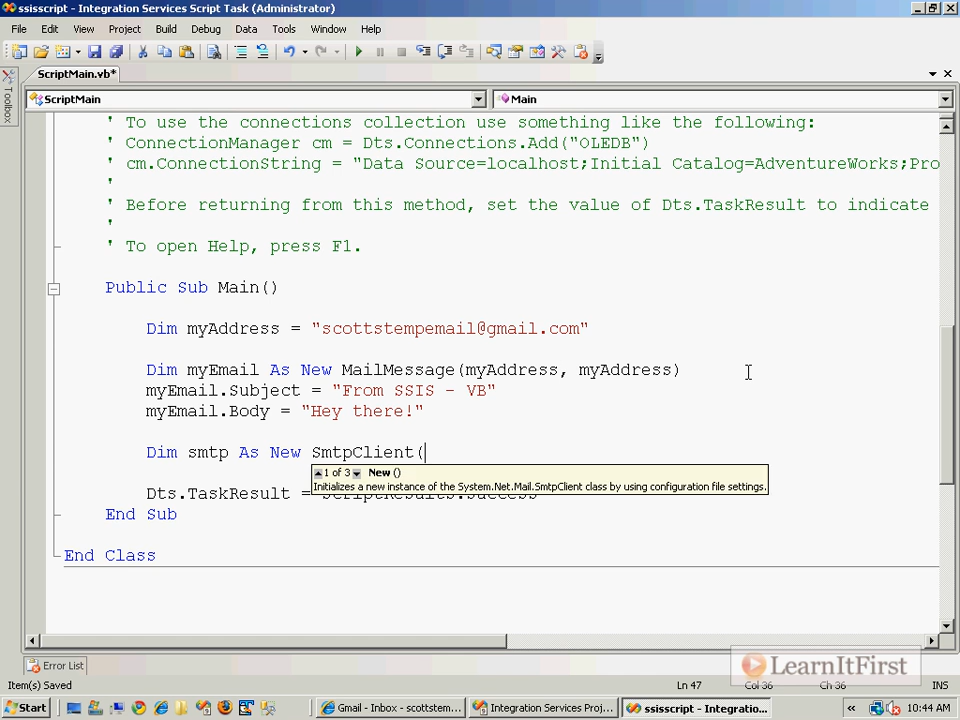 ssisscript - Integration Services Script Task (Administrator)
File Edit View Project Build Debug Data Tools Window Help
ScriptMain.vb*
Toolbox
ScriptMain
Main
' To use the connections collection use something like the following:
' ConnectionManager cm = Dts.Connections.Add("OLEDB")
' cm.ConnectionString = "Data Source=localhost;Initial Catalog=AdventureWorks;Pro
'
' Before returning from this method, set the value of Dts.TaskResult to indicate
'
' To open Help, press F1.
Public Sub Main()
Dim myAddress = "scottstempemail@gmail.com"
Dim myEmail As New MailMessage(myAddress, myAddress)
myEmail.Subject = "From SSIS - VB"
myEmail.Body = "Hey there!"
Dim smtp As New SmtpClient(
1 of 3 New ()
Initializes a new instance of the System.Net.Mail.SmtpClient class by using configuration file settings.
Dts.TaskResult = ScriptResults.Success
End Sub
End Class
LearnItFirst
Error List
Item(s) Saved Ln 47 Col 36 Ch 36 INS
Start Gmail - Inbox - scottstem... Integration Services Proj... ssisscript - Integratio... « 10:44 AM